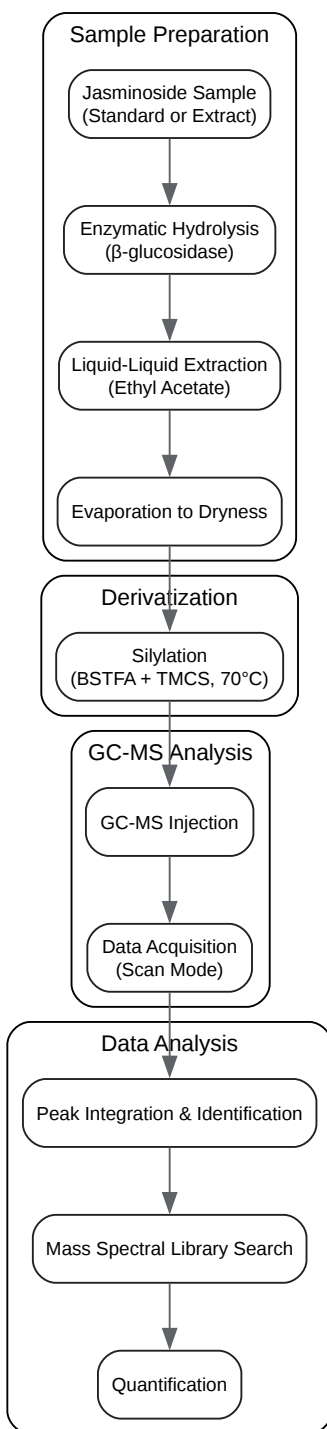 Sample Preparation
Jasminoside Sample
(Standard or Extract)
Enzymatic Hydrolysis
(β-glucosidase)
Liquid-Liquid Extraction
(Ethyl Acetate)
Evaporation to Dryness
Derivatization
Silylation
(BSTFA + TMCS, 70°C)
GC-MS Analysis
GC-MS Injection
Data Acquisition
(Scan Mode)
Data Analysis
Peak Integration & Identification
Mass Spectral Library Search
Quantification